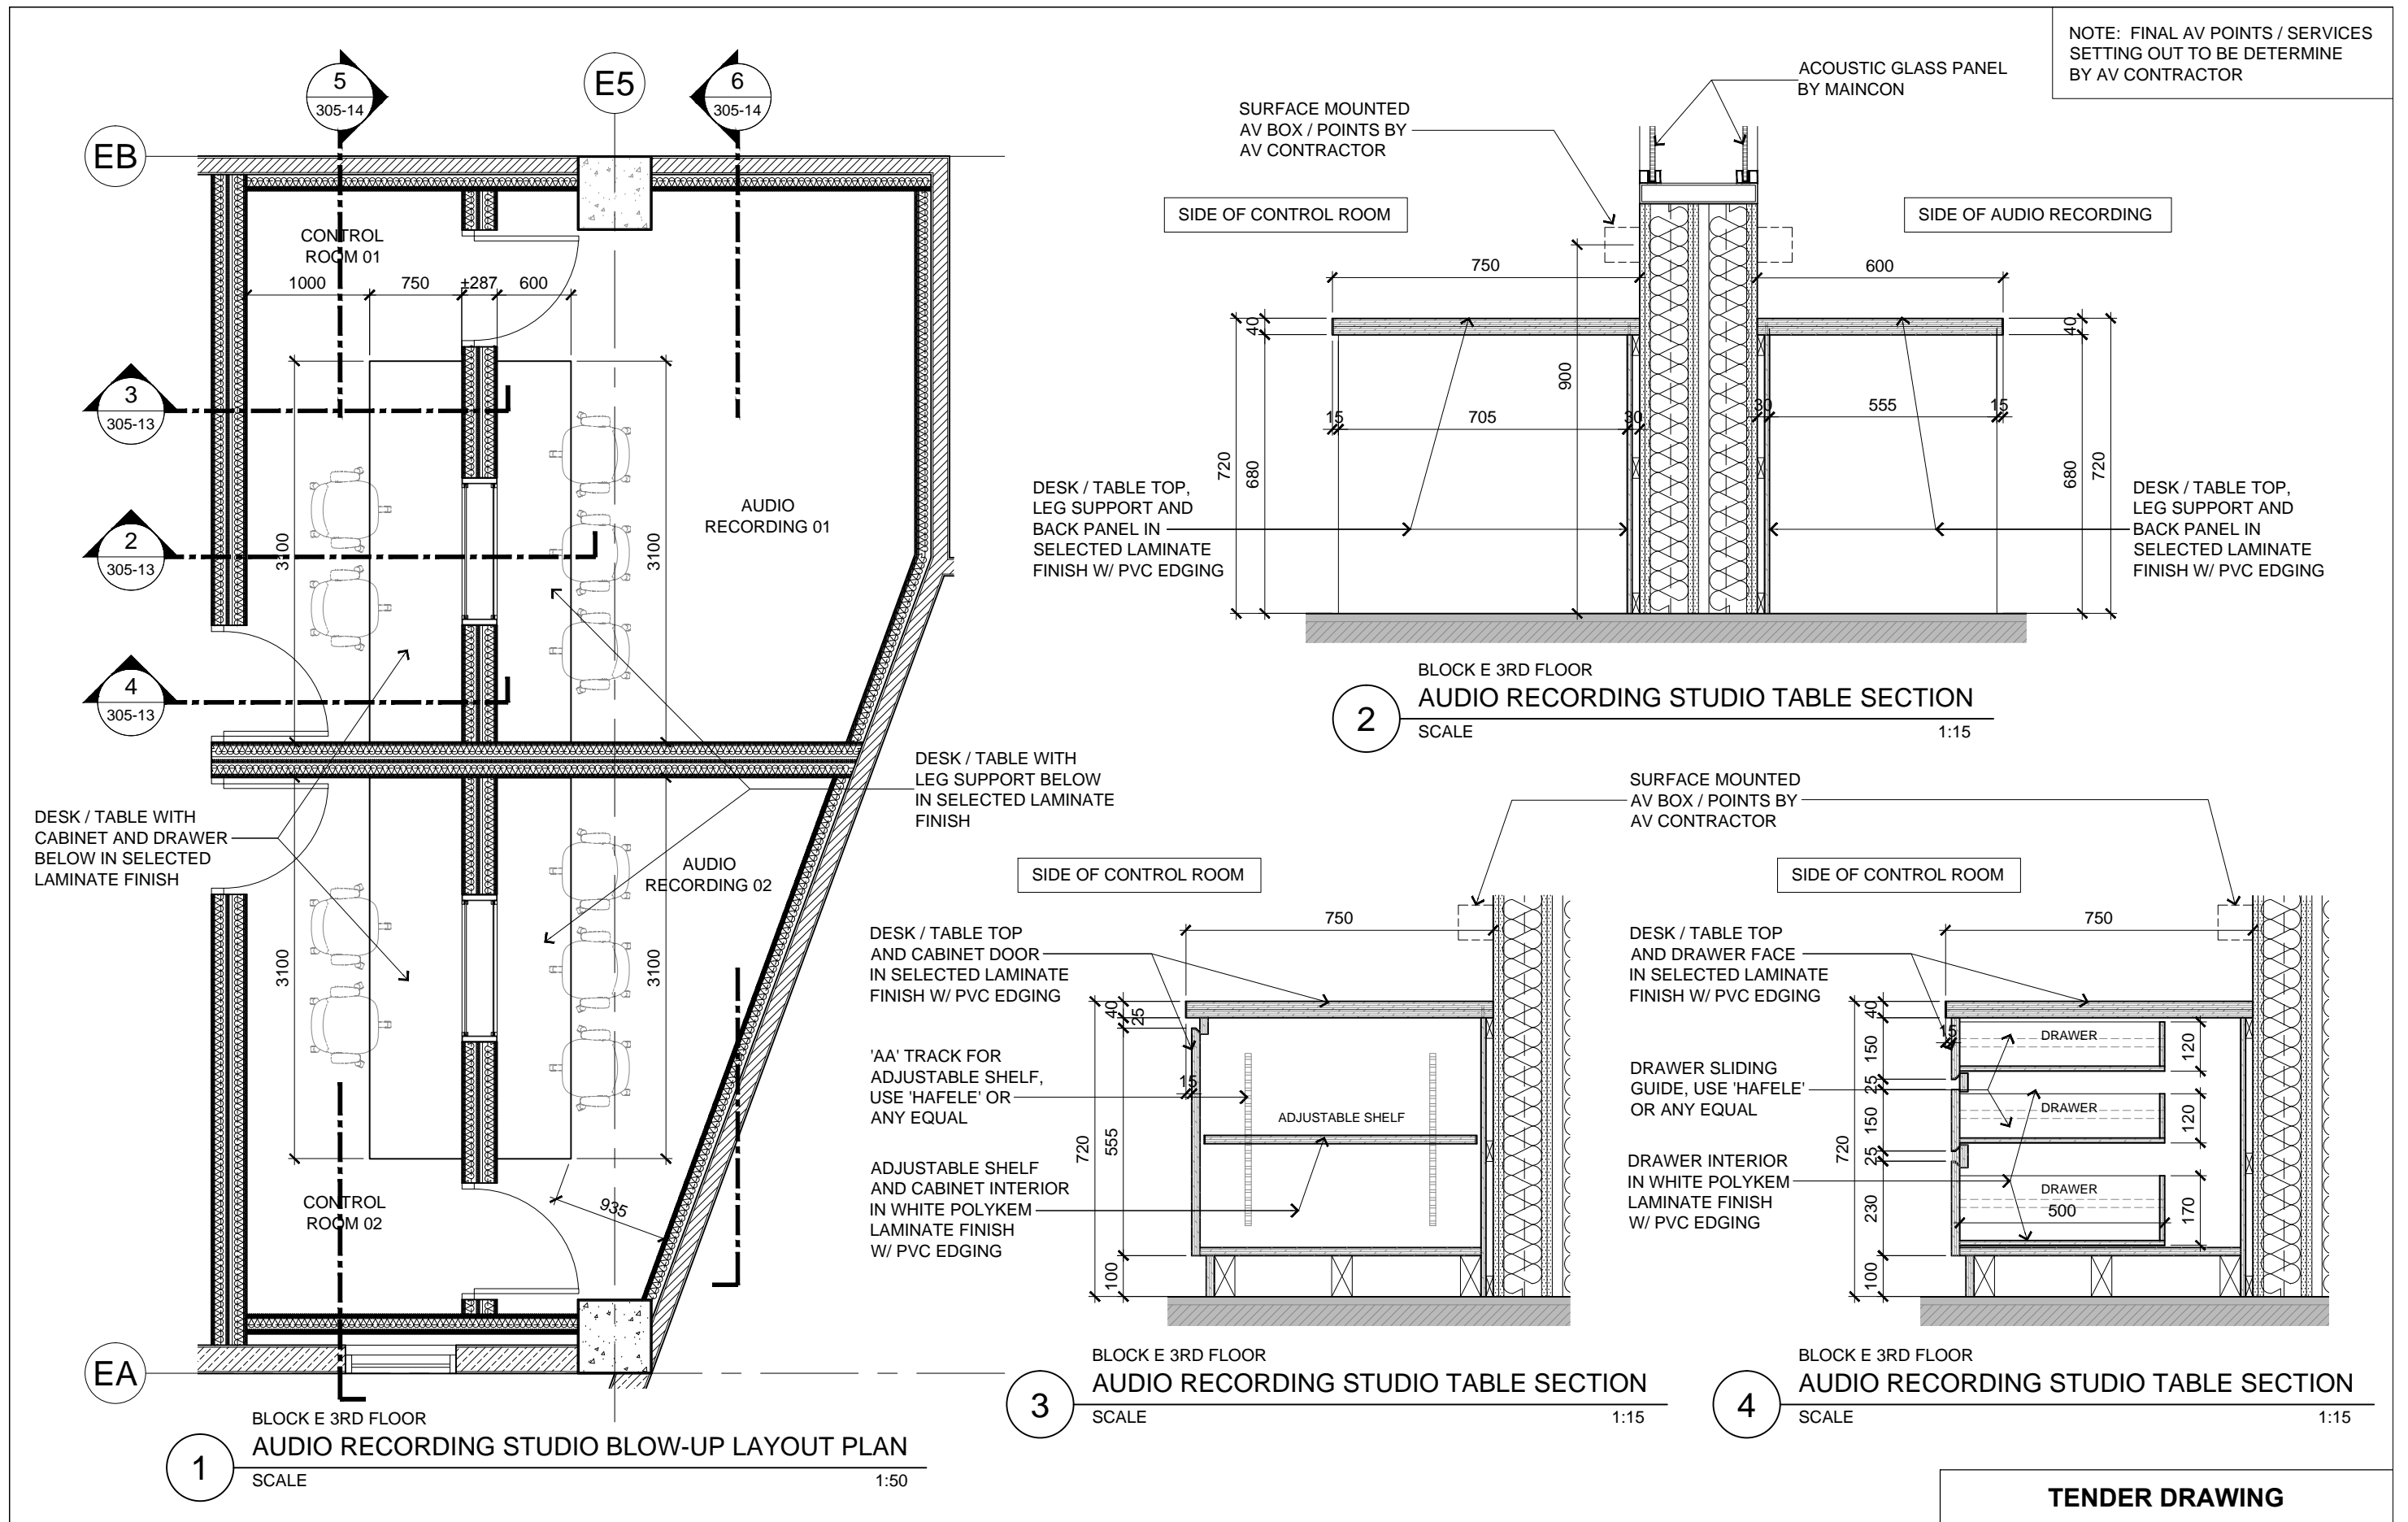 NOTE: FINAL AV POINTS / SERVICES
SETTING OUT TO BE DETERMINE
BY AV CONTRACTOR
5
305-14
E5
6
305-14
EB
CONTROL
ROOM 01
1000
750
±287
600
3
305-13
2
305-13
4
305-13
3100
3100
AUDIO
RECORDING 01
DESK / TABLE WITH
LEG SUPPORT BELOW
IN SELECTED LAMINATE
FINISH
DESK / TABLE WITH
CABINET AND DRAWER
BELOW IN SELECTED
LAMINATE FINISH
AUDIO
RECORDING 02
3100
3100
935
CONTROL
ROOM 02
EA
1
BLOCK E 3RD FLOOR
AUDIO RECORDING STUDIO BLOW-UP LAYOUT PLAN
SCALE
1:50
SURFACE MOUNTED
AV BOX / POINTS BY
AV CONTRACTOR
ACOUSTIC GLASS PANEL
BY MAINCON
SIDE OF CONTROL ROOM
SIDE OF AUDIO RECORDING
750
600
40
40
900
15
705
30
30
555
15
720
680
680
720
DESK / TABLE TOP,
LEG SUPPORT AND
BACK PANEL IN
SELECTED LAMINATE
FINISH W/ PVC EDGING
DESK / TABLE TOP,
LEG SUPPORT AND
BACK PANEL IN
SELECTED LAMINATE
FINISH W/ PVC EDGING
2
BLOCK E 3RD FLOOR
AUDIO RECORDING STUDIO TABLE SECTION
SCALE
1:15
SURFACE MOUNTED
AV BOX / POINTS BY
AV CONTRACTOR
SIDE OF CONTROL ROOM
750
DESK / TABLE TOP
AND CABINET DOOR
IN SELECTED LAMINATE
FINISH W/ PVC EDGING
40
25
'AA' TRACK FOR
ADJUSTABLE SHELF,
USE 'HAFELE' OR
ANY EQUAL
15
ADJUSTABLE SHELF
720
555
ADJUSTABLE SHELF
AND CABINET INTERIOR
IN WHITE POLYKEM
LAMINATE FINISH
W/ PVC EDGING
100
3
BLOCK E 3RD FLOOR
AUDIO RECORDING STUDIO TABLE SECTION
SCALE
1:15
SIDE OF CONTROL ROOM
750
DESK / TABLE TOP
AND DRAWER FACE
IN SELECTED LAMINATE
FINISH W/ PVC EDGING
40
15
150
DRAWER
120
DRAWER SLIDING
GUIDE, USE 'HAFELE'
OR ANY EQUAL
25
150
DRAWER
120
720
25
DRAWER INTERIOR
IN WHITE POLYKEM
LAMINATE FINISH
W/ PVC EDGING
230
DRAWER
500
170
100
4
BLOCK E 3RD FLOOR
AUDIO RECORDING STUDIO TABLE SECTION
SCALE
1:15
TENDER DRAWING